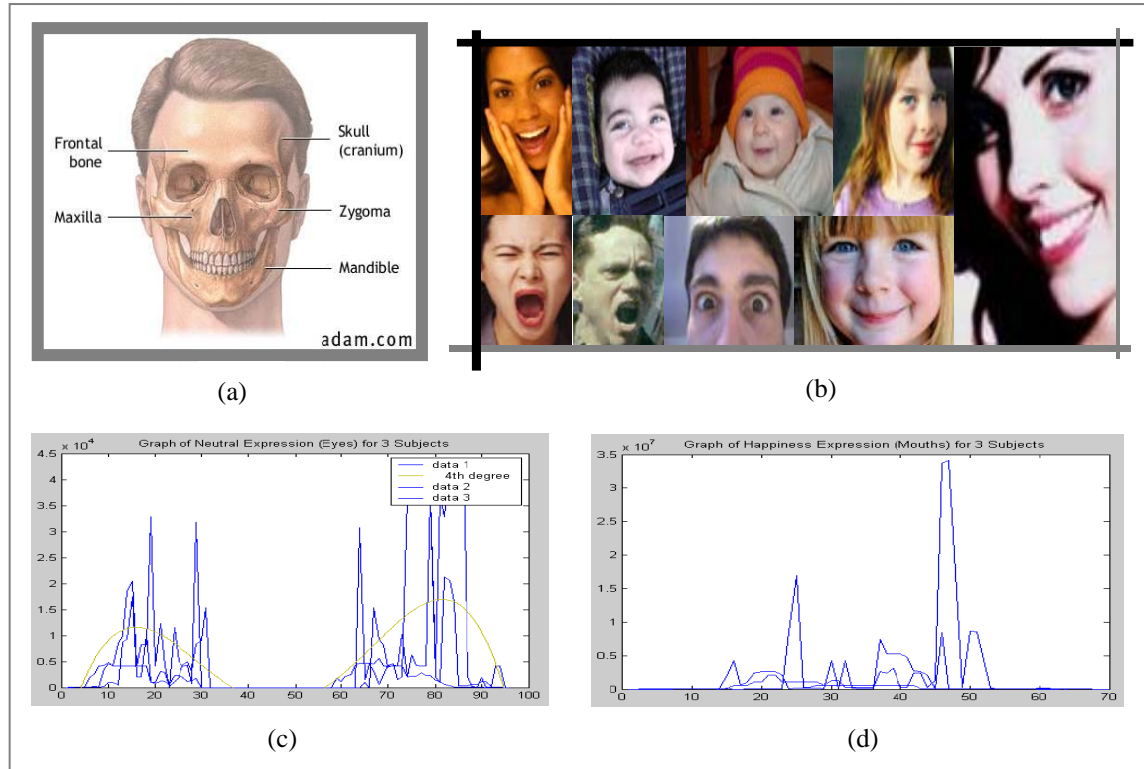 Frontal
bone
Maxilla
Skull
(cranium)
Zygoma
Mandible
adam.com
(a)
(b)
Graph of Neutral Expression (Eyes) for 3 Subjects
x 10^4
4.5
4
3.5
3
2.5
2
1.5
1
0.5
0
0 10 20 30 40 50 60 70 80 90 100
data 1
4th degree
data 2
data 3
(c)
Graph of Happiness Expression (Mouths) for 3 Subjects
x 10^7
3.5
3
2.5
2
1.5
1
0.5
0
0 10 20 30 40 50 60 70
(d)